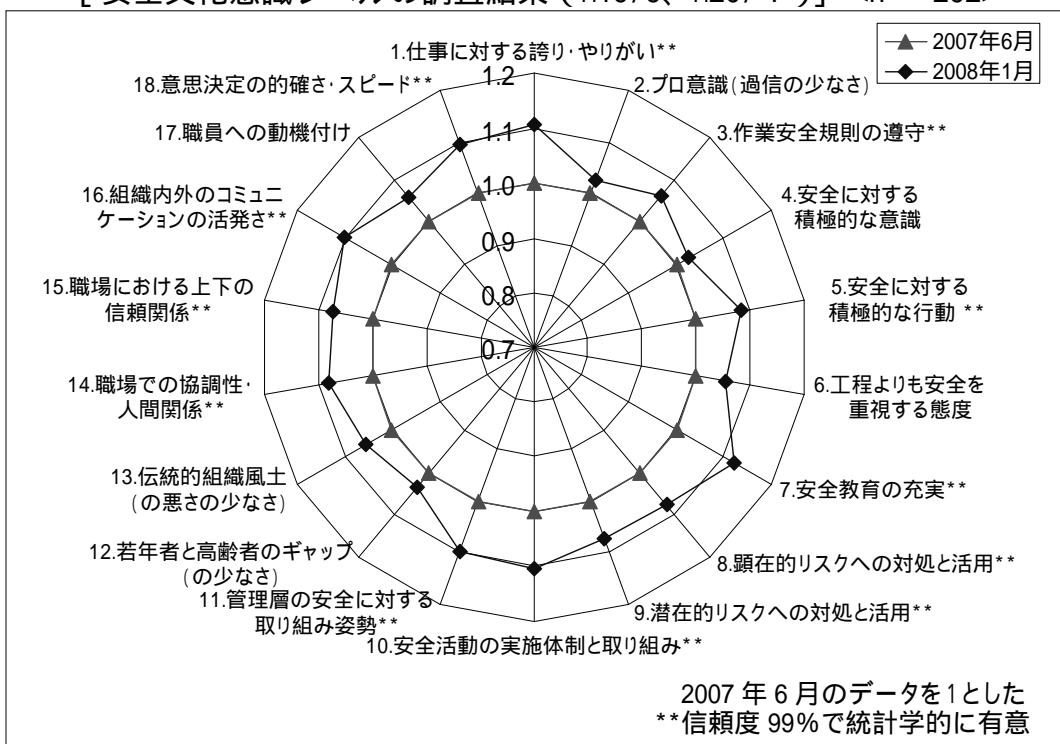 [ 安全文化意識レベルの調査結果
2007年6月
2008年1月
1.仕事に対する誇り・やりがい**
2.プロ意識(過信の少なさ)
3.作業安全規則の遵守**
4.安全に対する
積極的な意識
5.安全に対する
積極的な行動 **
6.工程よりも安全を
重視する態度
7.安全教育の充実**
8.顕在的リスクへの対処と活用**
9.潜在的リスクへの対処と活用**
10.安全活動の実施体制と取り組み**
11.管理層の安全に対する
取り組み姿勢**
12.若年者と高齢者のギャップ
(の少なさ)
13.伝統的組織風土
(の悪さの少なさ)
14.職場での協調性・
人間関係**
15.職場における上下の
信頼関係**
16.組織内外のコミュニ
ケーションの活発さ**
17.職員への動機付け
18.意思決定の的確さ・スピード**
1.2
1.1
1.0
0.9
0.8
0.7
2007 年 6 月のデータを1とした
**信頼度 99%で統計学的に有意